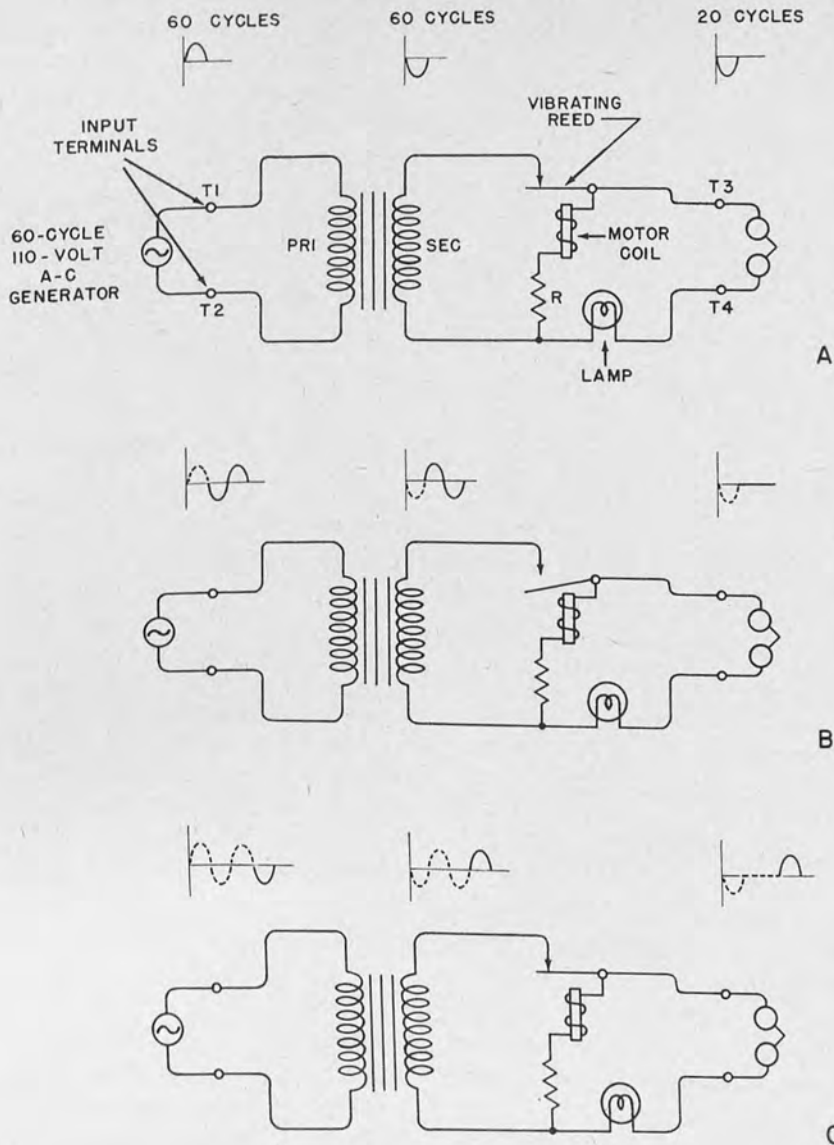 60 CYCLES
60 CYCLES
20 CYCLES
VIBRATING
REED
INPUT
TERMINALS
T1
T3
60-CYCLE
110-VOLT
A-C
GENERATOR
PRI
SEC
MOTOR
COIL
R
T2
T4
LAMP
A
B
C